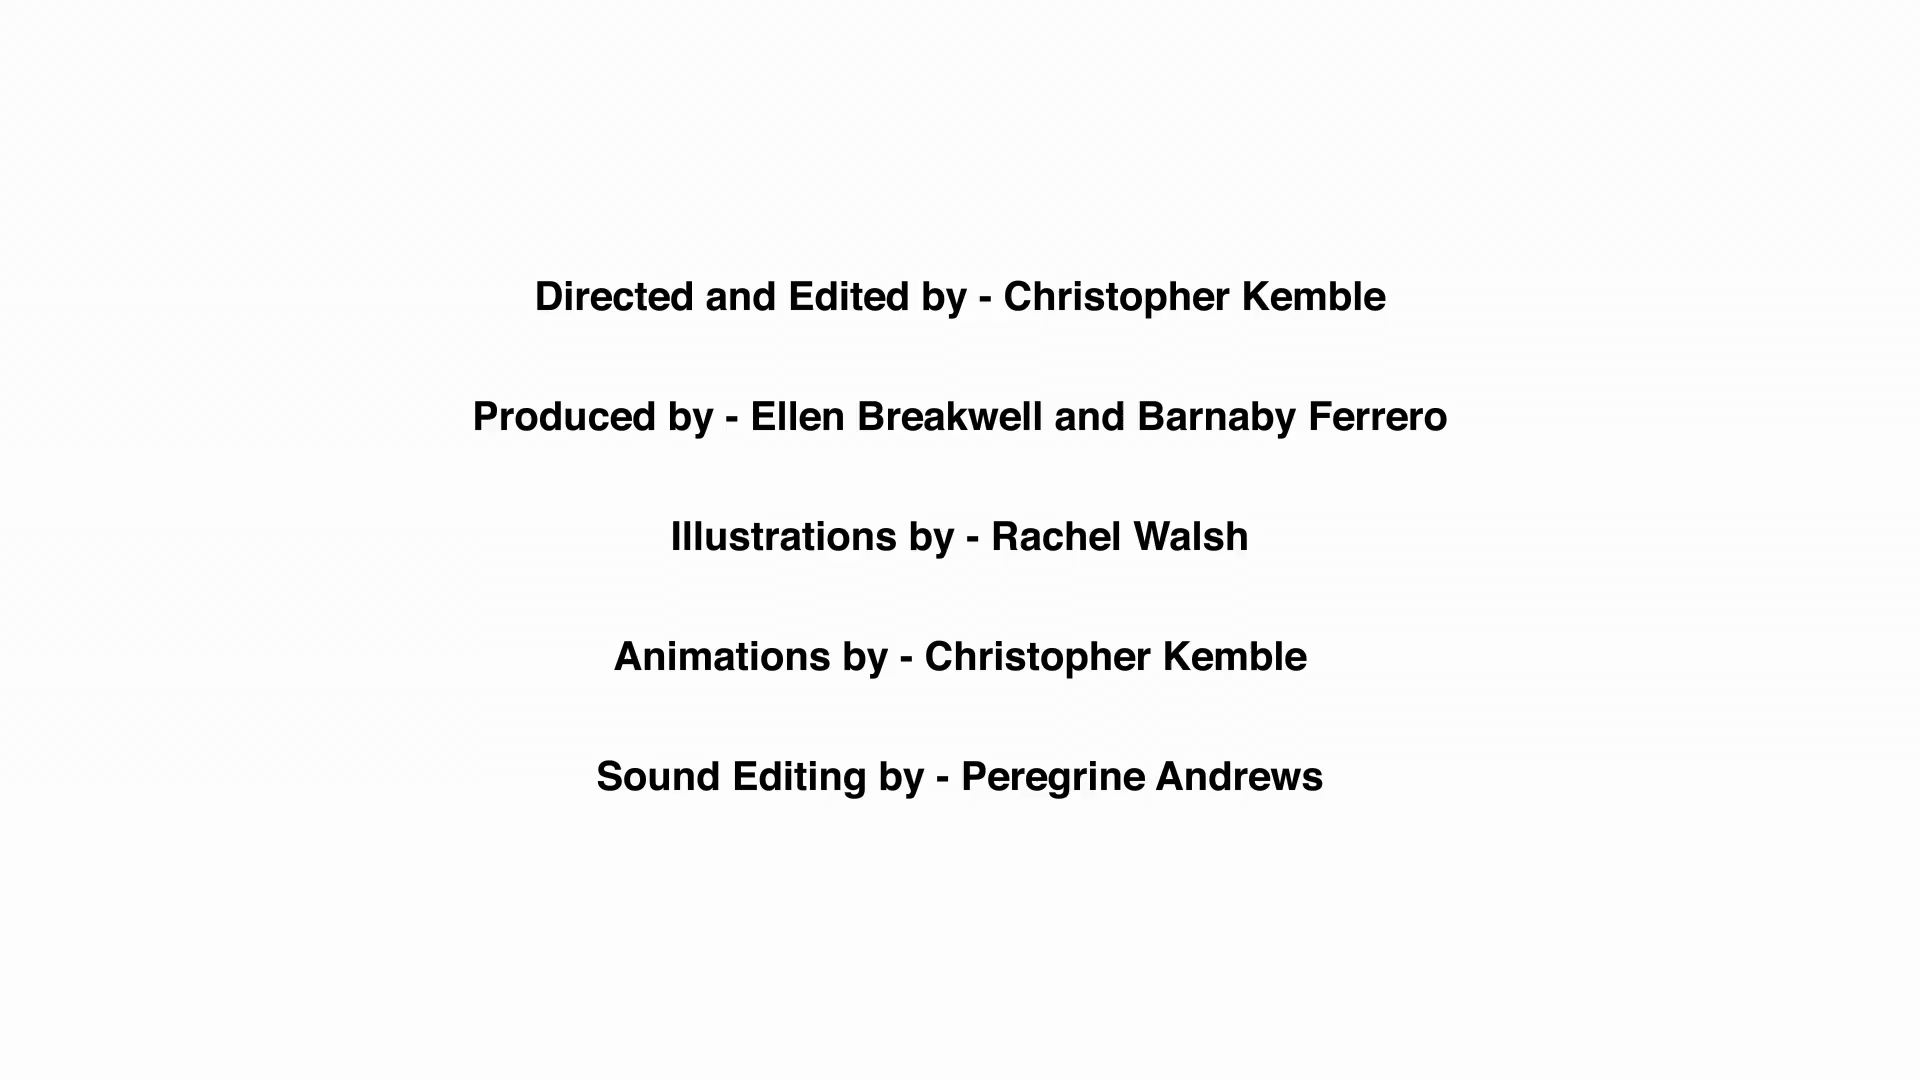 Directed and Edited by - Christopher Kemble
Produced by - Ellen Breakwell and Barnaby Ferrero
Illustrations by - Rachel Walsh
Animations by - Christopher Kemble
Sound Editing by - Peregrine Andrews